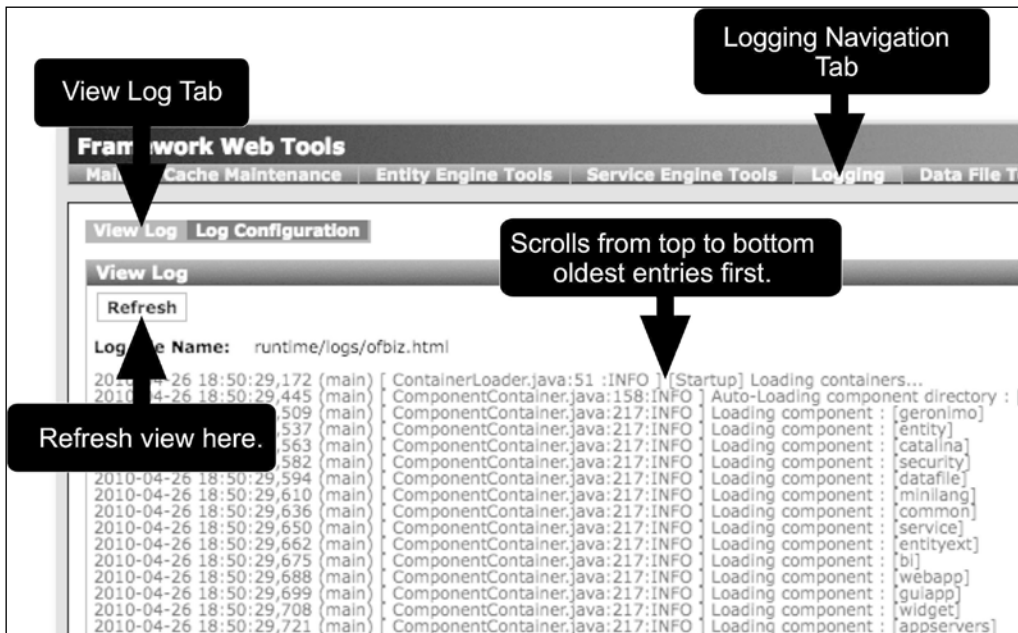 Logging Navigation
Tab
View Log Tab
Framework Web Tools
Cache Maintenance Entity Engine Tools Service Engine Tools Logging Data File
View Log Log Configuration
Scrolls from top to bottom
oldest entries first.
View Log
Refresh
Name: runtime/logs/ofbiz.html
26 18:50:29,172 (main) [ ContainerLoader.java:51 :INFO ] [Startup] Loading containers...
26 18:50:29,445 (main) [ ComponentContainer.java:158:INFO ] Auto-Loading component directory : [
Refresh view here.
,509 (main) [ ComponentContainer.java:217:INFO ] Loading component : [geronimo]
,537 (main) [ ComponentContainer.java:217:INFO ] Loading component : [entity]
,563 (main) [ ComponentContainer.java:217:INFO ] Loading component : [catalina]
,582 (main) [ ComponentContainer.java:217:INFO ] Loading component : [security]
2010-04-26 18:50:29,594 (main) [ ComponentContainer.java:217:INFO ] Loading component : [datafile]
2010-04-26 18:50:29,610 (main) [ ComponentContainer.java:217:INFO ] Loading component : [minilang]
2010-04-26 18:50:29,636 (main) [ ComponentContainer.java:217:INFO ] Loading component : [common]
2010-04-26 18:50:29,650 (main) [ ComponentContainer.java:217:INFO ] Loading component : [service]
2010-04-26 18:50:29,662 (main) [ ComponentContainer.java:217:INFO ] Loading component : [entityext]
2010-04-26 18:50:29,675 (main) [ ComponentContainer.java:217:INFO ] Loading component : [bi]
2010-04-26 18:50:29,688 (main) [ ComponentContainer.java:217:INFO ] Loading component : [webapp]
2010-04-26 18:50:29,699 (main) [ ComponentContainer.java:217:INFO ] Loading component : [guiapp]
2010-04-26 18:50:29,708 (main) [ ComponentContainer.java:217:INFO ] Loading component : [widget]
2010-04-26 18:50:29,721 (main) [ ComponentContainer.java:217:INFO ] Loading component : [appservers]